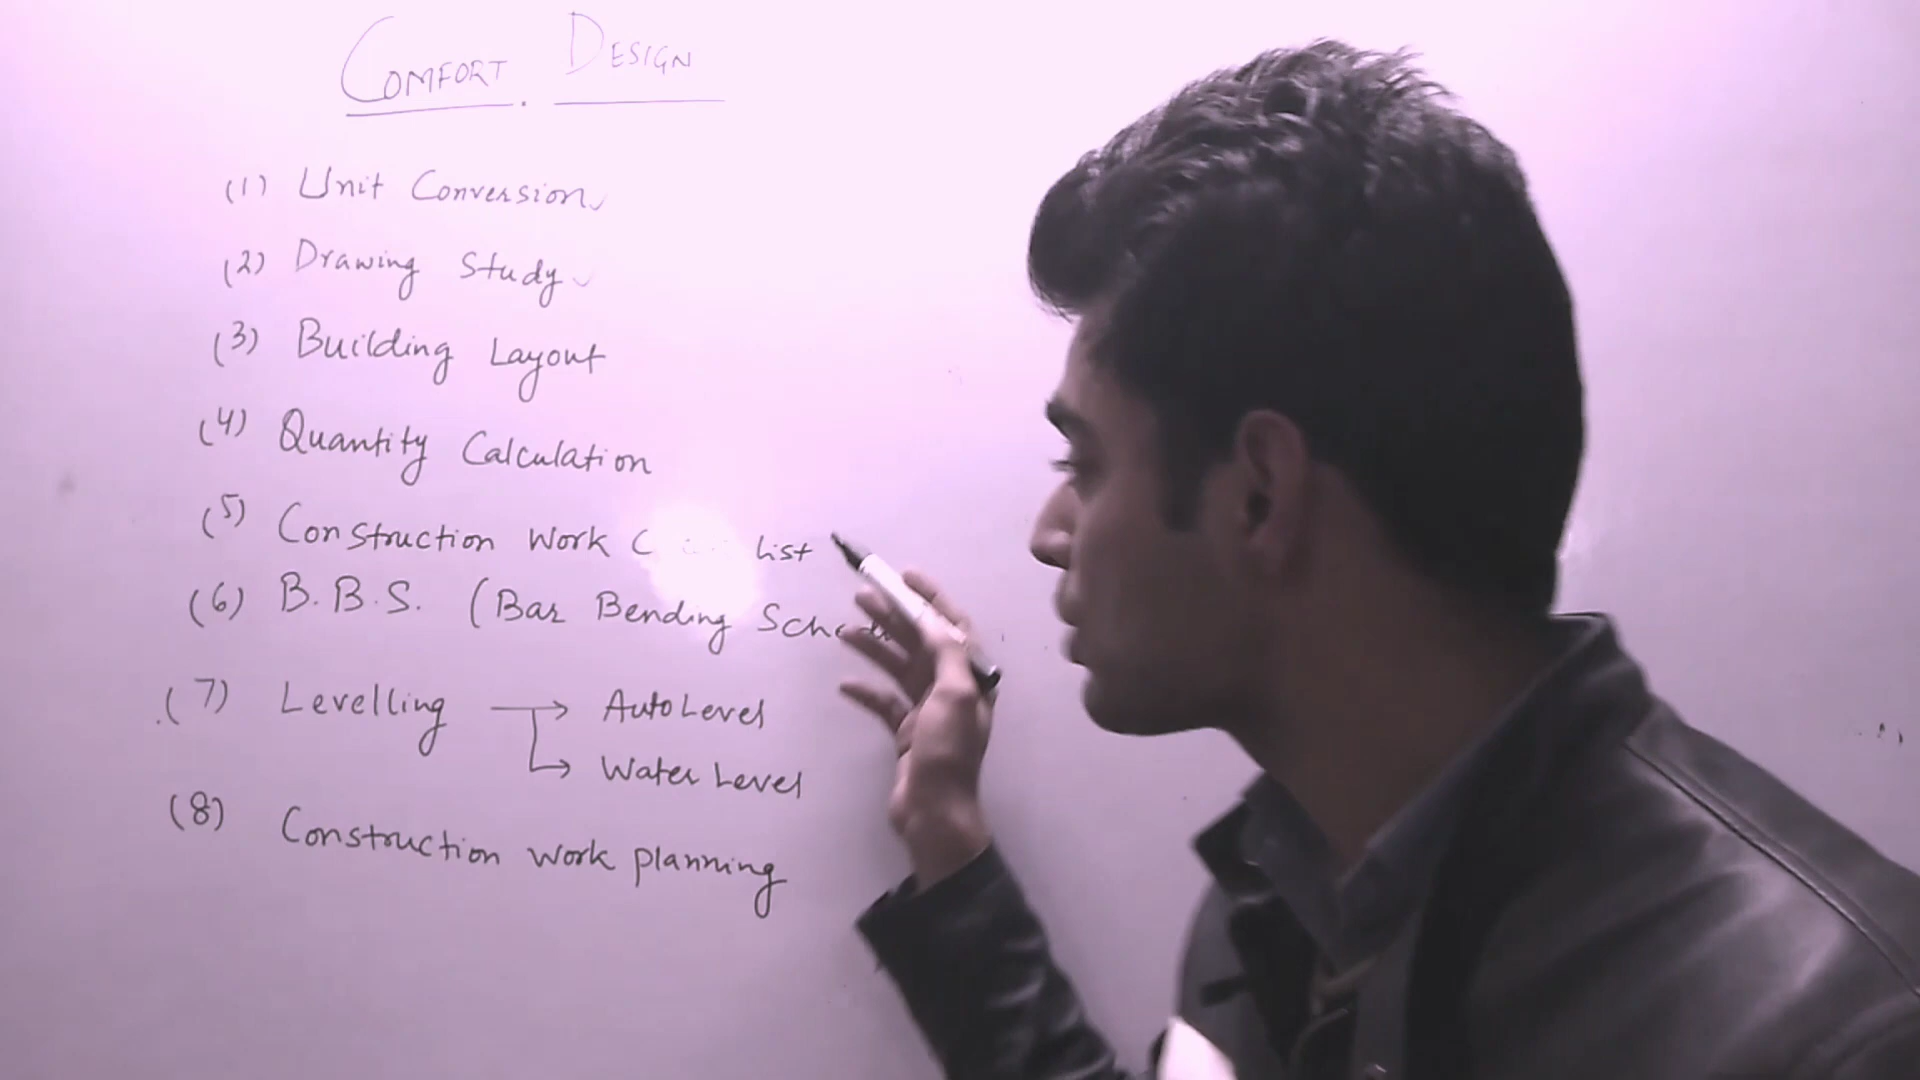 COMFORT DESIGN
(1) Unit Conversion
(2) Drawing Study
(3) Building Layout
(4) Quantity Calculation
(5) Construction Work list
(6) B.B.S. (Bar Bending
(7) Levelling → Auto Level
→ Water Level
(8) Construction Work planning